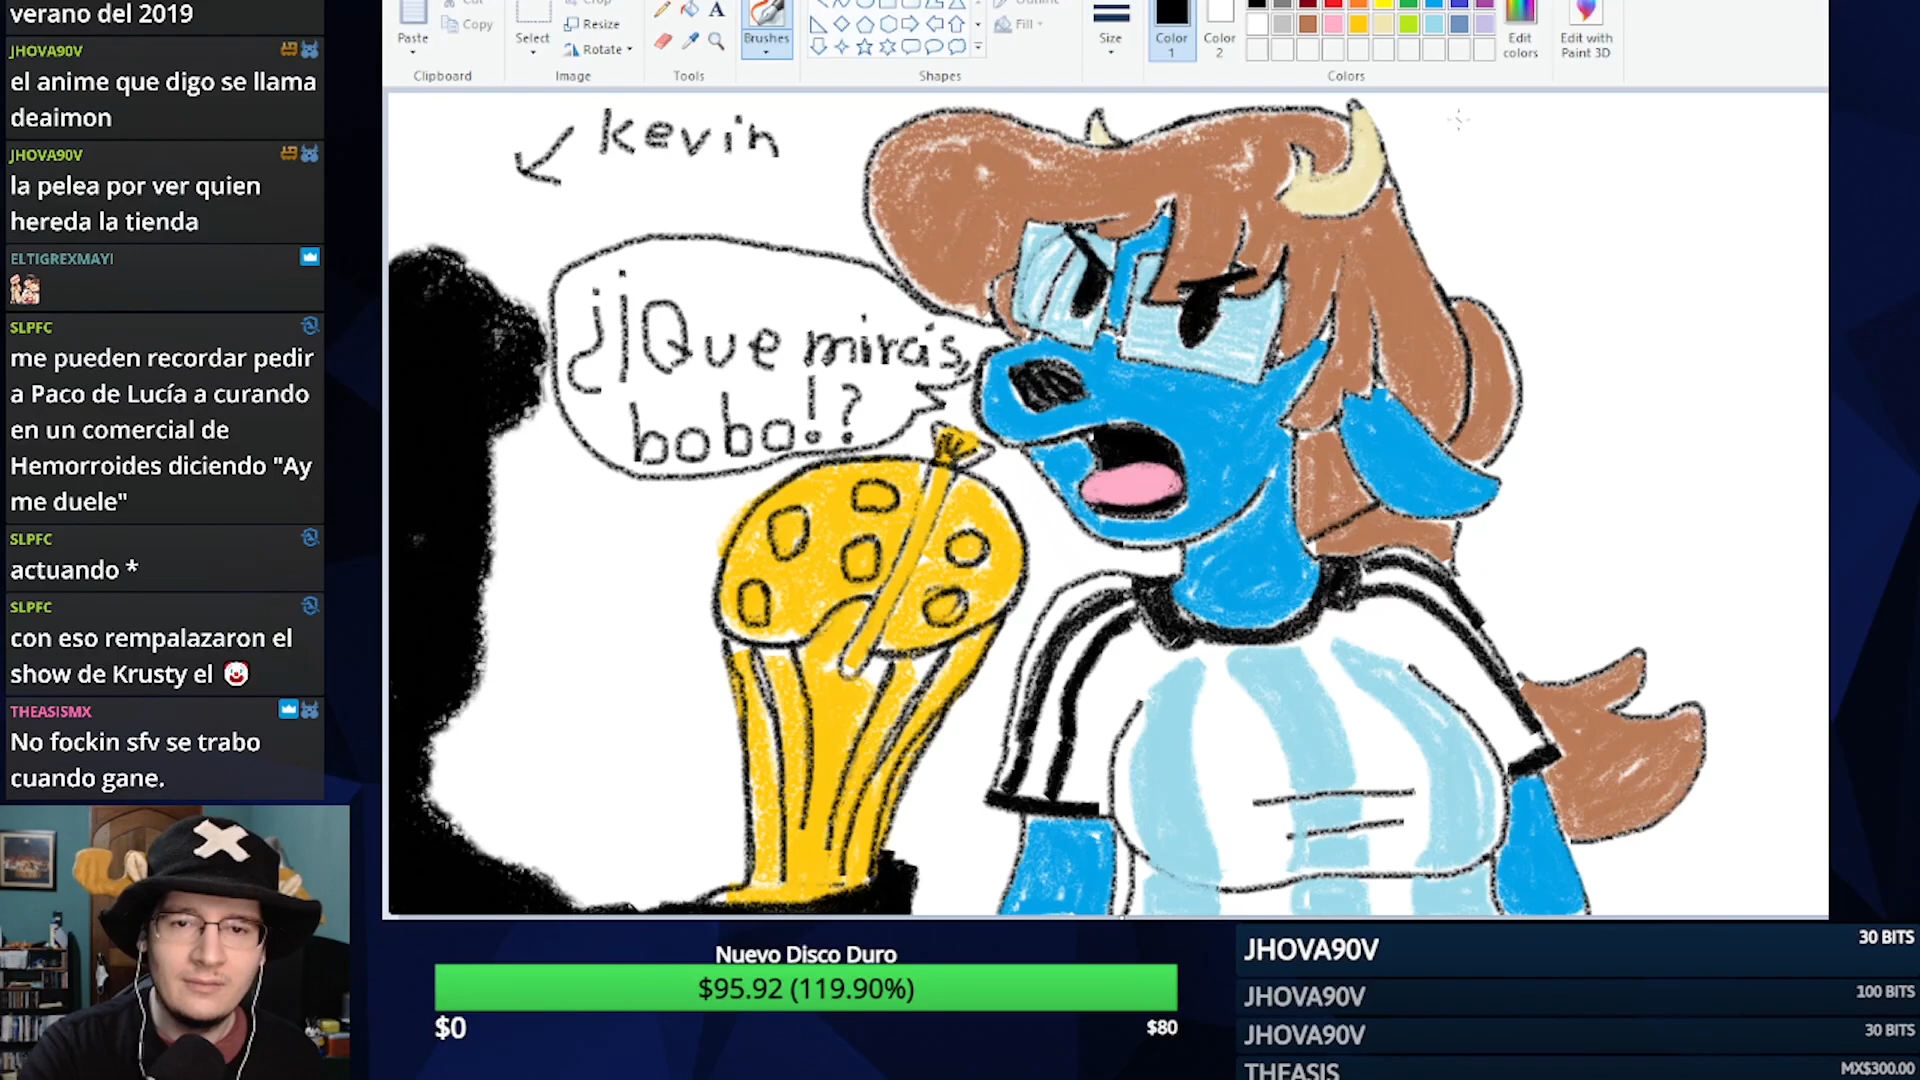 verano del 2019
JHOVA90V
el anime que digo se llama
deaimon
JHOVA90V
la pelea por ver quien
hereda la tienda
ELTIGREXMAYI
SLPFC
me pueden recordar pedir
a Paco de Lucía a curando
en un comercial de
Hemorroides diciendo "Ay
me duele"
SLPFC
actuando *
SLPFC
con eso rempalazaron el
show de Krusty el
THEASISMX
No fockin sfv se trabo
cuando gane.
Paste
Cut
Copy
Clipboard
Select
Crop
Resize
Rotate
Image
A
Tools
Brushes
Outline
Fill
Shapes
Size
Color
1
Color
2
Colors
Edit
colors
Edit with
Paint 3D
Kevin
¿¡Que mirás
bobo!?
Nuevo Disco Duro
$95.92 (119.90%)
$0
$80
JHOVA90V 30 BITS
JHOVA90V 100 BITS
JHOVA90V 30 BITS
THEASIS MX$300.00